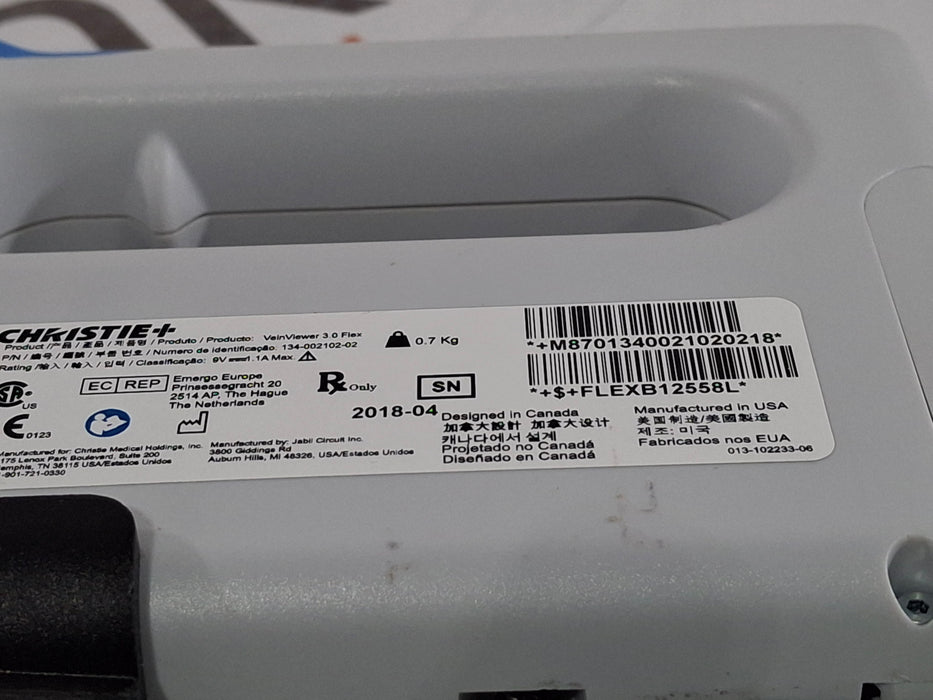 CHRISTIE+
Product / 产品 / 產品 / 제품명 / Produto / Producto: VeinViewer 3.0 Flex
P/N / 编号 / 編號 / 부품 번호 / Numero de identificação: 134-002102-02
Rating / 输入 / 輸入 / 입력 / Classificação: 9V 1.1A Max.
0.7 Kg
*+M8701340021020218*
*+$+FLEXB12558L*
US
EC REP
Emergo Europe
Prinsessegracht 20
2514 AP, The Hague
The Netherlands
Rx Only
SN
0123
2018-04
Designed in Canada
加拿大設計 加拿大设计
캐나다에서 설계
Projetado no Canadá
Diseñado en Canadá
Manufactured in USA
美国制造/美國製造
제조: 미국
Fabricados nos EUA
013-102233-06
Manufactured for: Christie Medical Holdings, Inc.
175 Lenox Park Boulevard, Suite 200
Memphis, TN 38115 USA/Estados Unidos
-901-721-0330
Manufactured by: Jabil Circuit Inc.
3800 Giddings Rd
Auburn Hills, MI 48326, USA/Estados Unidos